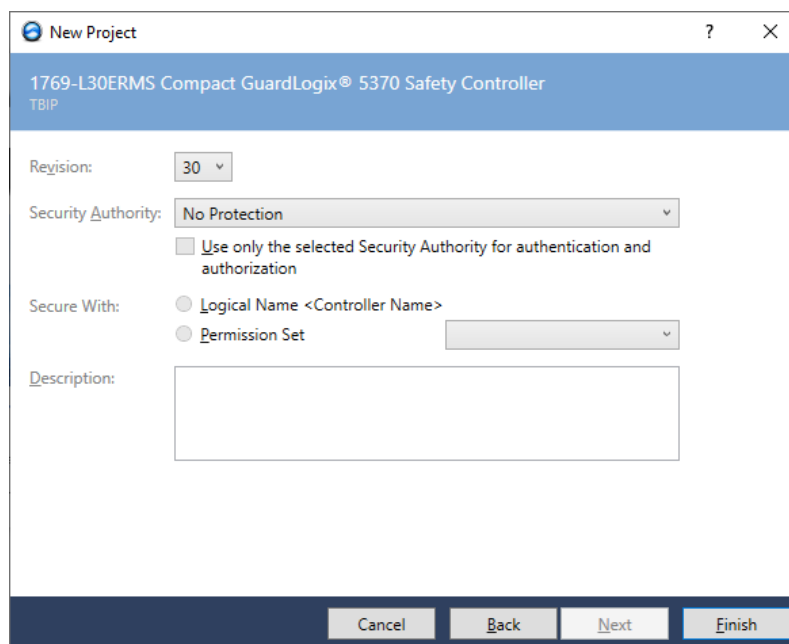 New Project
?
1769-L30ERMS Compact GuardLogix® 5370 Safety Controller
TBIP
Revision:
30
Security Authority:
No Protection
Use only the selected Security Authority for authentication and
authorization
Secure With:
Logical Name <Controller Name>
Permission Set
Description:
Cancel
Back
Next
Finish